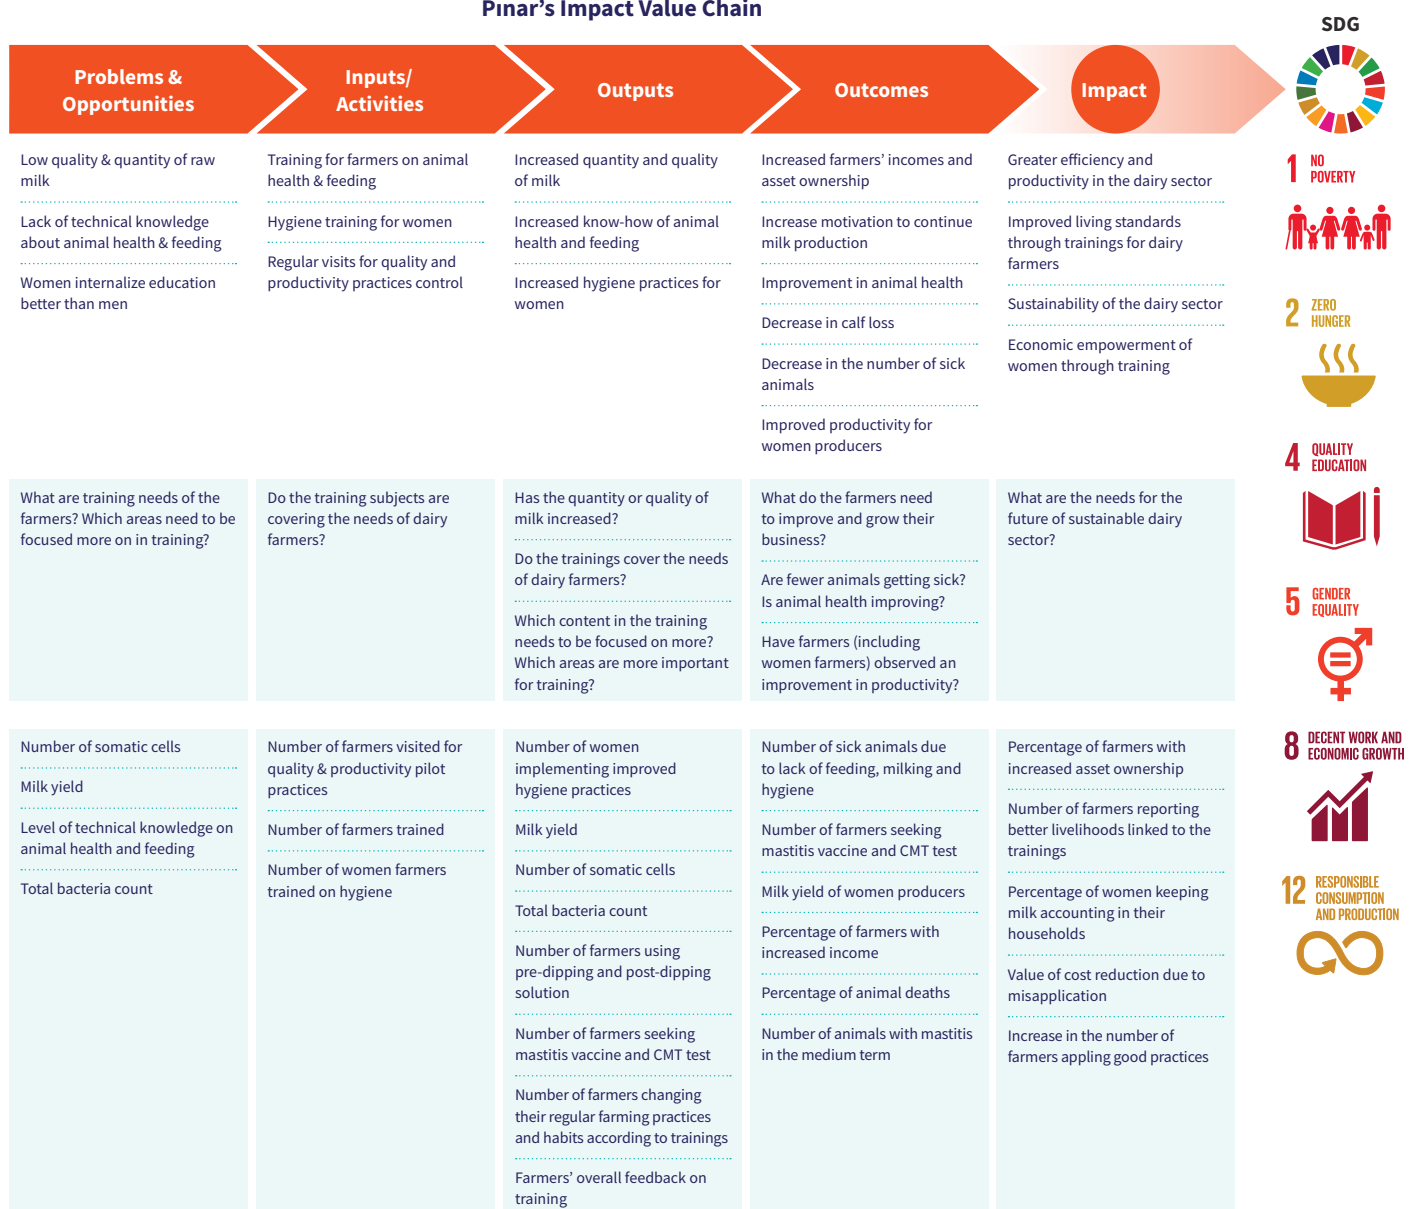 Pınar’s Impact Value Chain
SDG
Problems &
Opportunities
Inputs/
Activities
Outputs
Outcomes
Impact
Low quality & quantity of raw
milk
Lack of technical knowledge
about animal health & feeding
Women internalize education
better than men
Training for farmers on animal
health & feeding
Hygiene training for women
Regular visits for quality and
productivity practices control
Increased quantity and quality
of milk
Increased know-how of animal
health and feeding
Increased hygiene practices for
women
Increased farmers’ incomes and
asset ownership
Increase motivation to continue
milk production
Improvement in animal health
Decrease in calf loss
Decrease in the number of sick
animals
Improved productivity for
women producers
Greater efficiency and
productivity in the dairy sector
Improved living standards
through trainings for dairy
farmers
Sustainability of the dairy sector
Economic empowerment of
women through training
What are training needs of the
farmers? Which areas need to be
focused more on in training?
Do the training subjects are
covering the needs of dairy
farmers?
Has the quantity or quality of
milk increased?
Do the trainings cover the needs
of dairy farmers?
Which content in the training
needs to be focused on more?
Which areas are more important
for training?
What do the farmers need
to improve and grow their
business?
Are fewer animals getting sick?
Is animal health improving?
Have farmers (including
women farmers) observed an
improvement in productivity?
What are the needs for the
future of sustainable dairy
sector?
Number of somatic cells
Milk yield
Level of technical knowledge on
animal health and feeding
Total bacteria count
Number of farmers visited for
quality & productivity pilot
practices
Number of farmers trained
Number of women farmers
trained on hygiene
Number of women
implementing improved
hygiene practices
Milk yield
Number of somatic cells
Total bacteria count
Number of farmers using
pre-dipping and post-dipping
solution
Number of farmers seeking
mastitis vaccine and CMT test
Number of farmers changing
their regular farming practices
and habits according to trainings
Farmers’ overall feedback on
training
Number of sick animals due
to lack of feeding, milking and
hygiene
Number of farmers seeking
mastitis vaccine and CMT test
Milk yield of women producers
Percentage of farmers with
increased income
Percentage of animal deaths
Number of animals with mastitis
in the medium term
Percentage of farmers with
increased asset ownership
Number of farmers reporting
better livelihoods linked to the
trainings
Percentage of women keeping
milk accounting in their
households
Value of cost reduction due to
misapplication
Increase in the number of
farmers appling good practices
1 NO
POVERTY
2 ZERO
HUNGER
4 QUALITY
EDUCATION
5 GENDER
EQUALITY
8 DECENT WORK AND
ECONOMIC GROWTH
12 RESPONSIBLE
CONSUMPTION
AND PRODUCTION